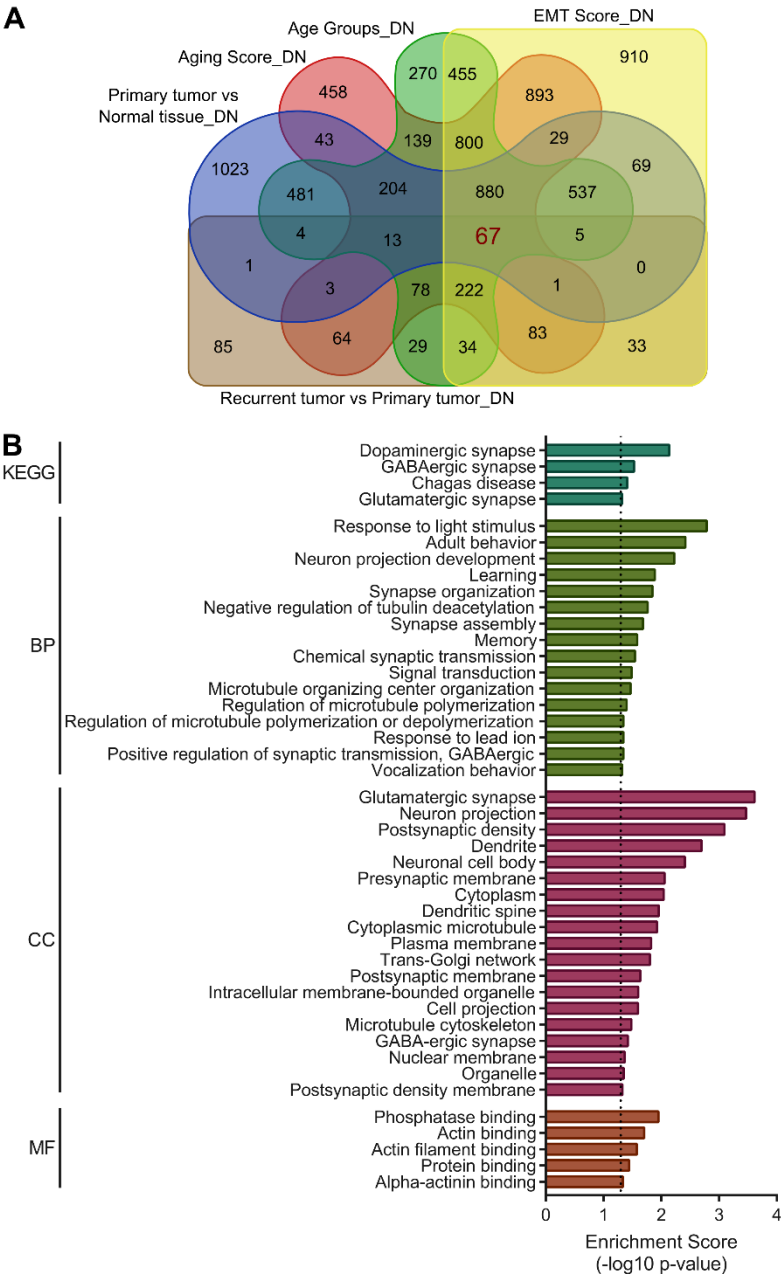 A
EMT Score_DN
Age Groups_DN
Aging Score_DN
Primary tumor vs
Normal tissue_DN
270 455 910
458 893
43 139 800 29
1023 69
481 204 880 537
4 13 67 5
1 0
3 78 222 1
85 64 29 34 83 33
Recurrent tumor vs Primary tumor_DN
B
KEGG
Dopaminergic synapse
GABAergic synapse
Chagas disease
Glutamatergic synapse
BP
Response to light stimulus
Adult behavior
Neuron projection development
Learning
Synapse organization
Negative regulation of tubulin deacetylation
Synapse assembly
Memory
Chemical synaptic transmission
Signal transduction
Microtubule organizing center organization
Regulation of microtubule polymerization
Regulation of microtubule polymerization or depolymerization
Response to lead ion
Positive regulation of synaptic transmission, GABAergic
Vocalization behavior
CC
Glutamatergic synapse
Neuron projection
Postsynaptic density
Dendrite
Neuronal cell body
Presynaptic membrane
Cytoplasm
Dendritic spine
Cytoplasmic microtubule
Plasma membrane
Trans-Golgi network
Postsynaptic membrane
Intracellular membrane-bounded organelle
Cell projection
Microtubule cytoskeleton
GABA-ergic synapse
Nuclear membrane
Organelle
Postsynaptic density membrane
MF
Phosphatase binding
Actin binding
Actin filament binding
Protein binding
Alpha-actinin binding
0 1 2 3 4
Enrichment Score
(-log10 p-value)